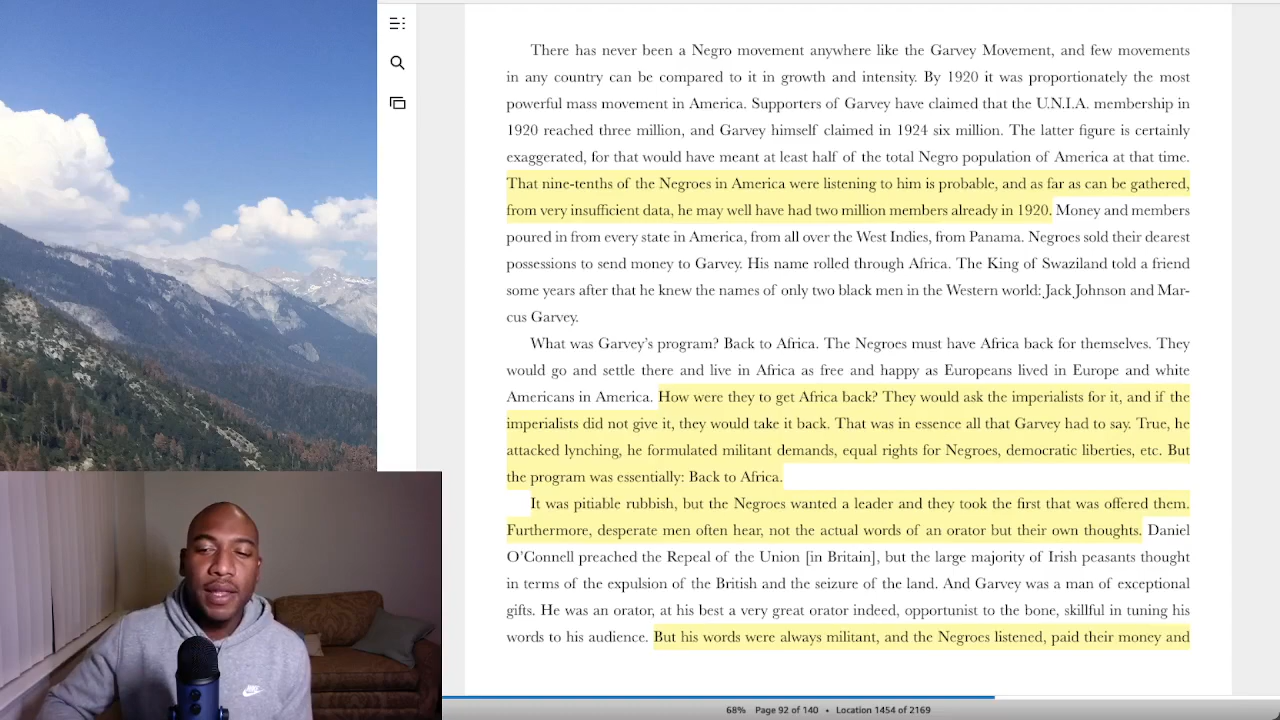 There has never been a Negro movement anywhere like the Garvey Movement, and few movements
in any country can be compared to it in growth and intensity. By 1920 it was proportionately the most
powerful mass movement in America. Supporters of Garvey have claimed that the U.N.I.A. membership in
1920 reached three million, and Garvey himself claimed in 1924 six million. The latter figure is certainly
exaggerated, for that would have meant at least half of the total Negro population of America at that time.
That nine-tenths of the Negroes in America were listening to him is probable, and as far as can be gathered,
from very insufficient data, he may well have had two million members already in 1920. Money and members
poured in from every state in America, from all over the West Indies, from Panama. Negroes sold their dearest
possessions to send money to Garvey. His name rolled through Africa. The King of Swaziland told a friend
some years after that he knew the names of only two black men in the Western world: Jack Johnson and Mar-
cus Garvey.
What was Garvey's program? Back to Africa. The Negroes must have Africa back for themselves. They
would go and settle there and live in Africa as free and happy as Europeans lived in Europe and white
Americans in America. How were they to get Africa back? They would ask the imperialists for it, and if the
imperialists did not give it, they would take it back. That was in essence all that Garvey had to say. True, he
attacked lynching, he formulated militant demands, equal rights for Negroes, democratic liberties, etc. But
the program was essentially: Back to Africa.
It was pitiable rubbish, but the Negroes wanted a leader and they took the first that was offered them.
Furthermore, desperate men often hear, not the actual words of an orator but their own thoughts. Daniel
O'Connell preached the Repeal of the Union [in Britain], but the large majority of Irish peasants thought
in terms of the expulsion of the British and the seizure of the land. And Garvey was a man of exceptional
gifts. He was an orator, at his best a very great orator indeed, opportunist to the bone, skillful in tuning his
words to his audience. But his words were always militant, and the Negroes listened, paid their money and
68% Page 92 of 140 • Location 1454 of 2169